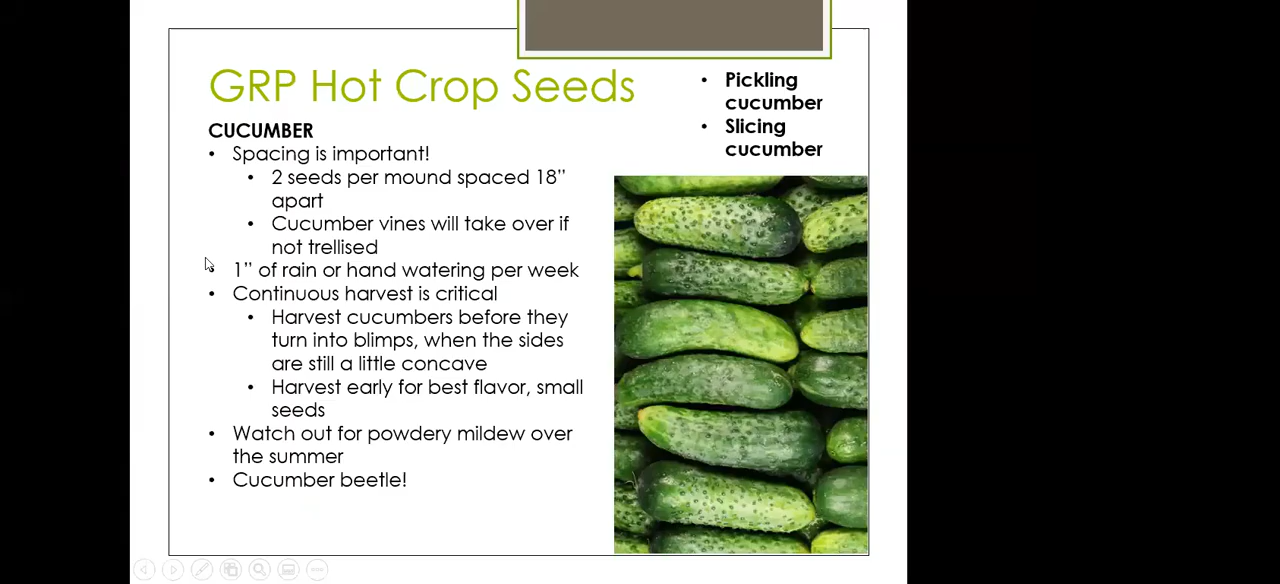 GRP Hot Crop Seeds
CUCUMBER
• Spacing is important!
• 2 seeds per mound spaced 18”
apart
• Cucumber vines will take over if
not trellised
• 1” of rain or hand watering per week
• Continuous harvest is critical
• Harvest cucumbers before they
turn into blimps, when the sides
are still a little concave
• Harvest early for best flavor, small
seeds
• Watch out for powdery mildew over
the summer
• Cucumber beetle!
• Pickling
cucumber
• Slicing
cucumber